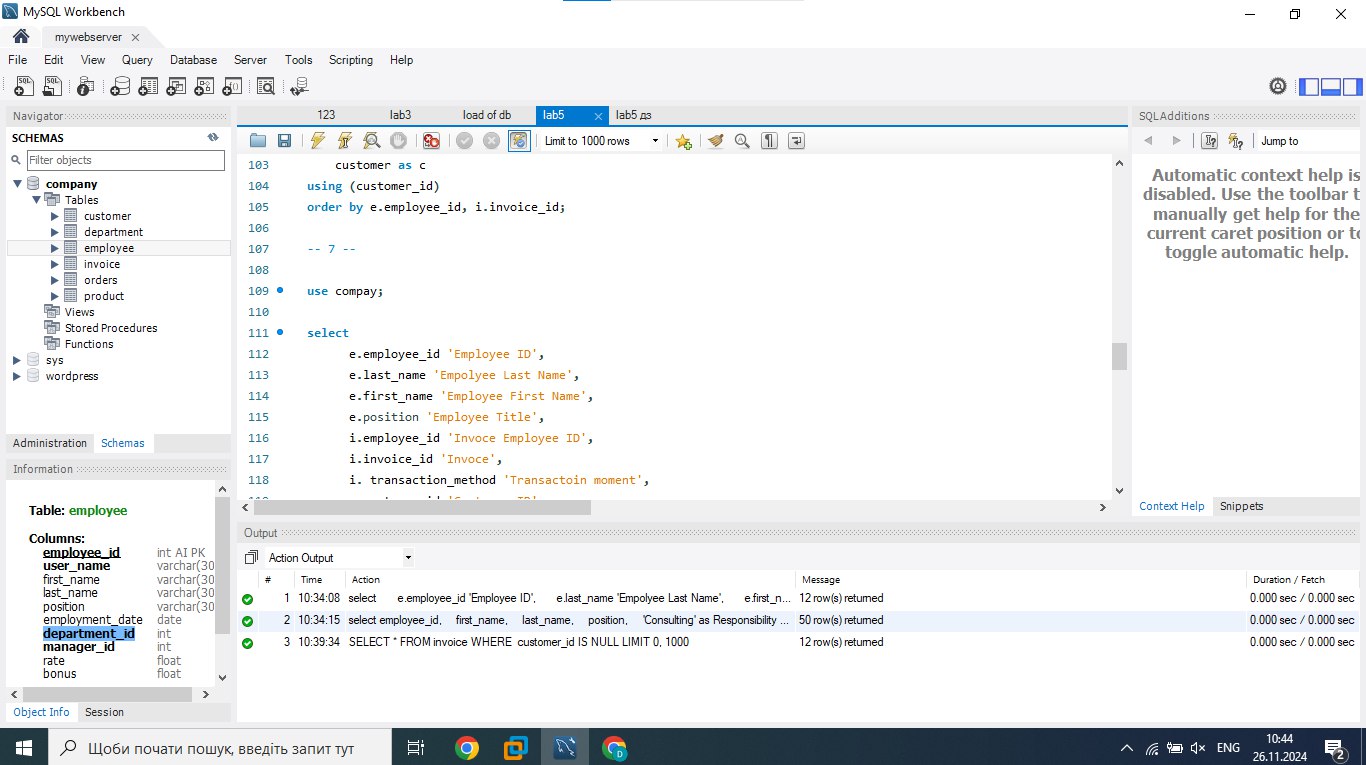 MySQL Workbench
mywebserver
File Edit View Query Database Server Tools Scripting Help
Navigator
SCHEMAS
Filter objects
company
Tables
customer
department
employee
invoice
orders
product
Views
Stored Procedures
Functions
sys
wordpress
Administration Schemas
Information
Table: employee
Columns:
employee_id int AI PK
user_name varchar(30
first_name varchar(30
last_name varchar(30
position varchar(30
employment_date date
department_id int
manager_id int
rate float
bonus float
Object Info Session
123 lab3 load of db lab5 lab5 дз
Limit to 1000 rows
103 customer as c
104 using (customer_id)
105 order by e.employee_id, i.invoice_id;
106
107 -- 7 --
108
109 use compay;
110
111 select
112 e.employee_id 'Employee ID',
113 e.last_name 'Empolyee Last Name',
114 e.first_name 'Employee First Name',
115 e.position 'Employee Title',
116 i.employee_id 'Invoce Employee ID',
117 i.invoice_id 'Invoce',
118 i. transaction_method 'Transactoin moment',
SQLAdditions
Jump to
Automatic context help is
disabled. Use the toolbar t
manually get help for the
current caret position or to
toggle automatic help.
Context Help Snippets
Output
Action Output
# Time Action Message Duration / Fetch
1 10:34:08 select e.employee_id 'Employee ID', e.last_name 'Empolyee Last Name', e.first_n... 12 row(s) returned 0.000 sec / 0.000 sec
2 10:34:15 select employee_id, first_name, last_name, position, 'Consulting' as Responsibility ... 50 row(s) returned 0.000 sec / 0.000 sec
3 10:39:34 SELECT * FROM invoice WHERE customer_id IS NULL LIMIT 0, 1000 12 row(s) returned 0.000 sec / 0.000 sec
Щоби почати пошук, введіть запит тут
ENG
10:44
26.11.2024
2